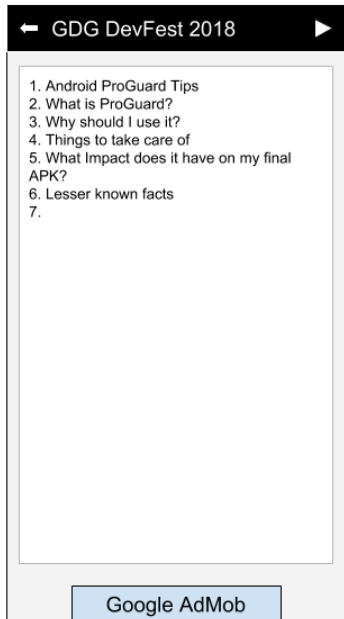 GDG DevFest 2018
1. Android ProGuard Tips
2. What is ProGuard?
3. Why should I use it?
4. Things to take care of
5. What Impact does it have on my final
APK?
6. Lesser known facts
7.
Google AdMob